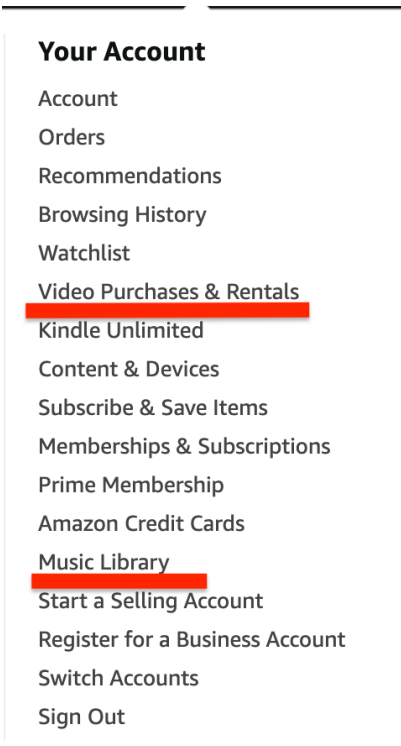 Your Account
Account
Orders
Recommendations
Browsing History
Watchlist
Video Purchases & Rentals
Kindle Unlimited
Content & Devices
Subscribe & Save Items
Memberships & Subscriptions
Prime Membership
Amazon Credit Cards
Music Library
Start a Selling Account
Register for a Business Account
Switch Accounts
Sign Out